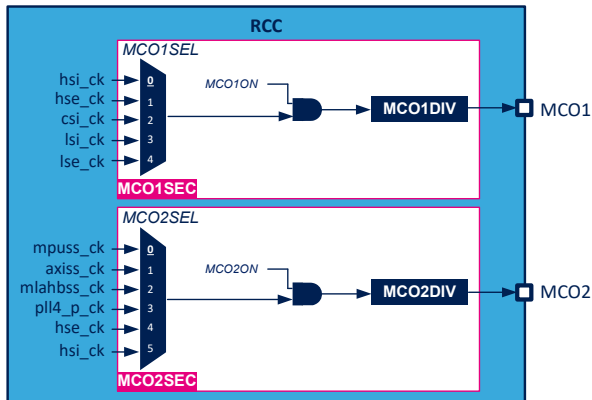 RCC
MCO1SEL
hsi_ck 0
hse_ck 1
csi_ck 2
lsi_ck 3
lse_ck 4
MCO1ON
MCO1DIV
MCO1
MCO1SEC
MCO2SEL
mpuss_ck 0
axiss_ck 1
mlahbss_ck 2
pll4_p_ck 3
hse_ck 4
hsi_ck 5
MCO2ON
MCO2DIV
MCO2
MCO2SEC